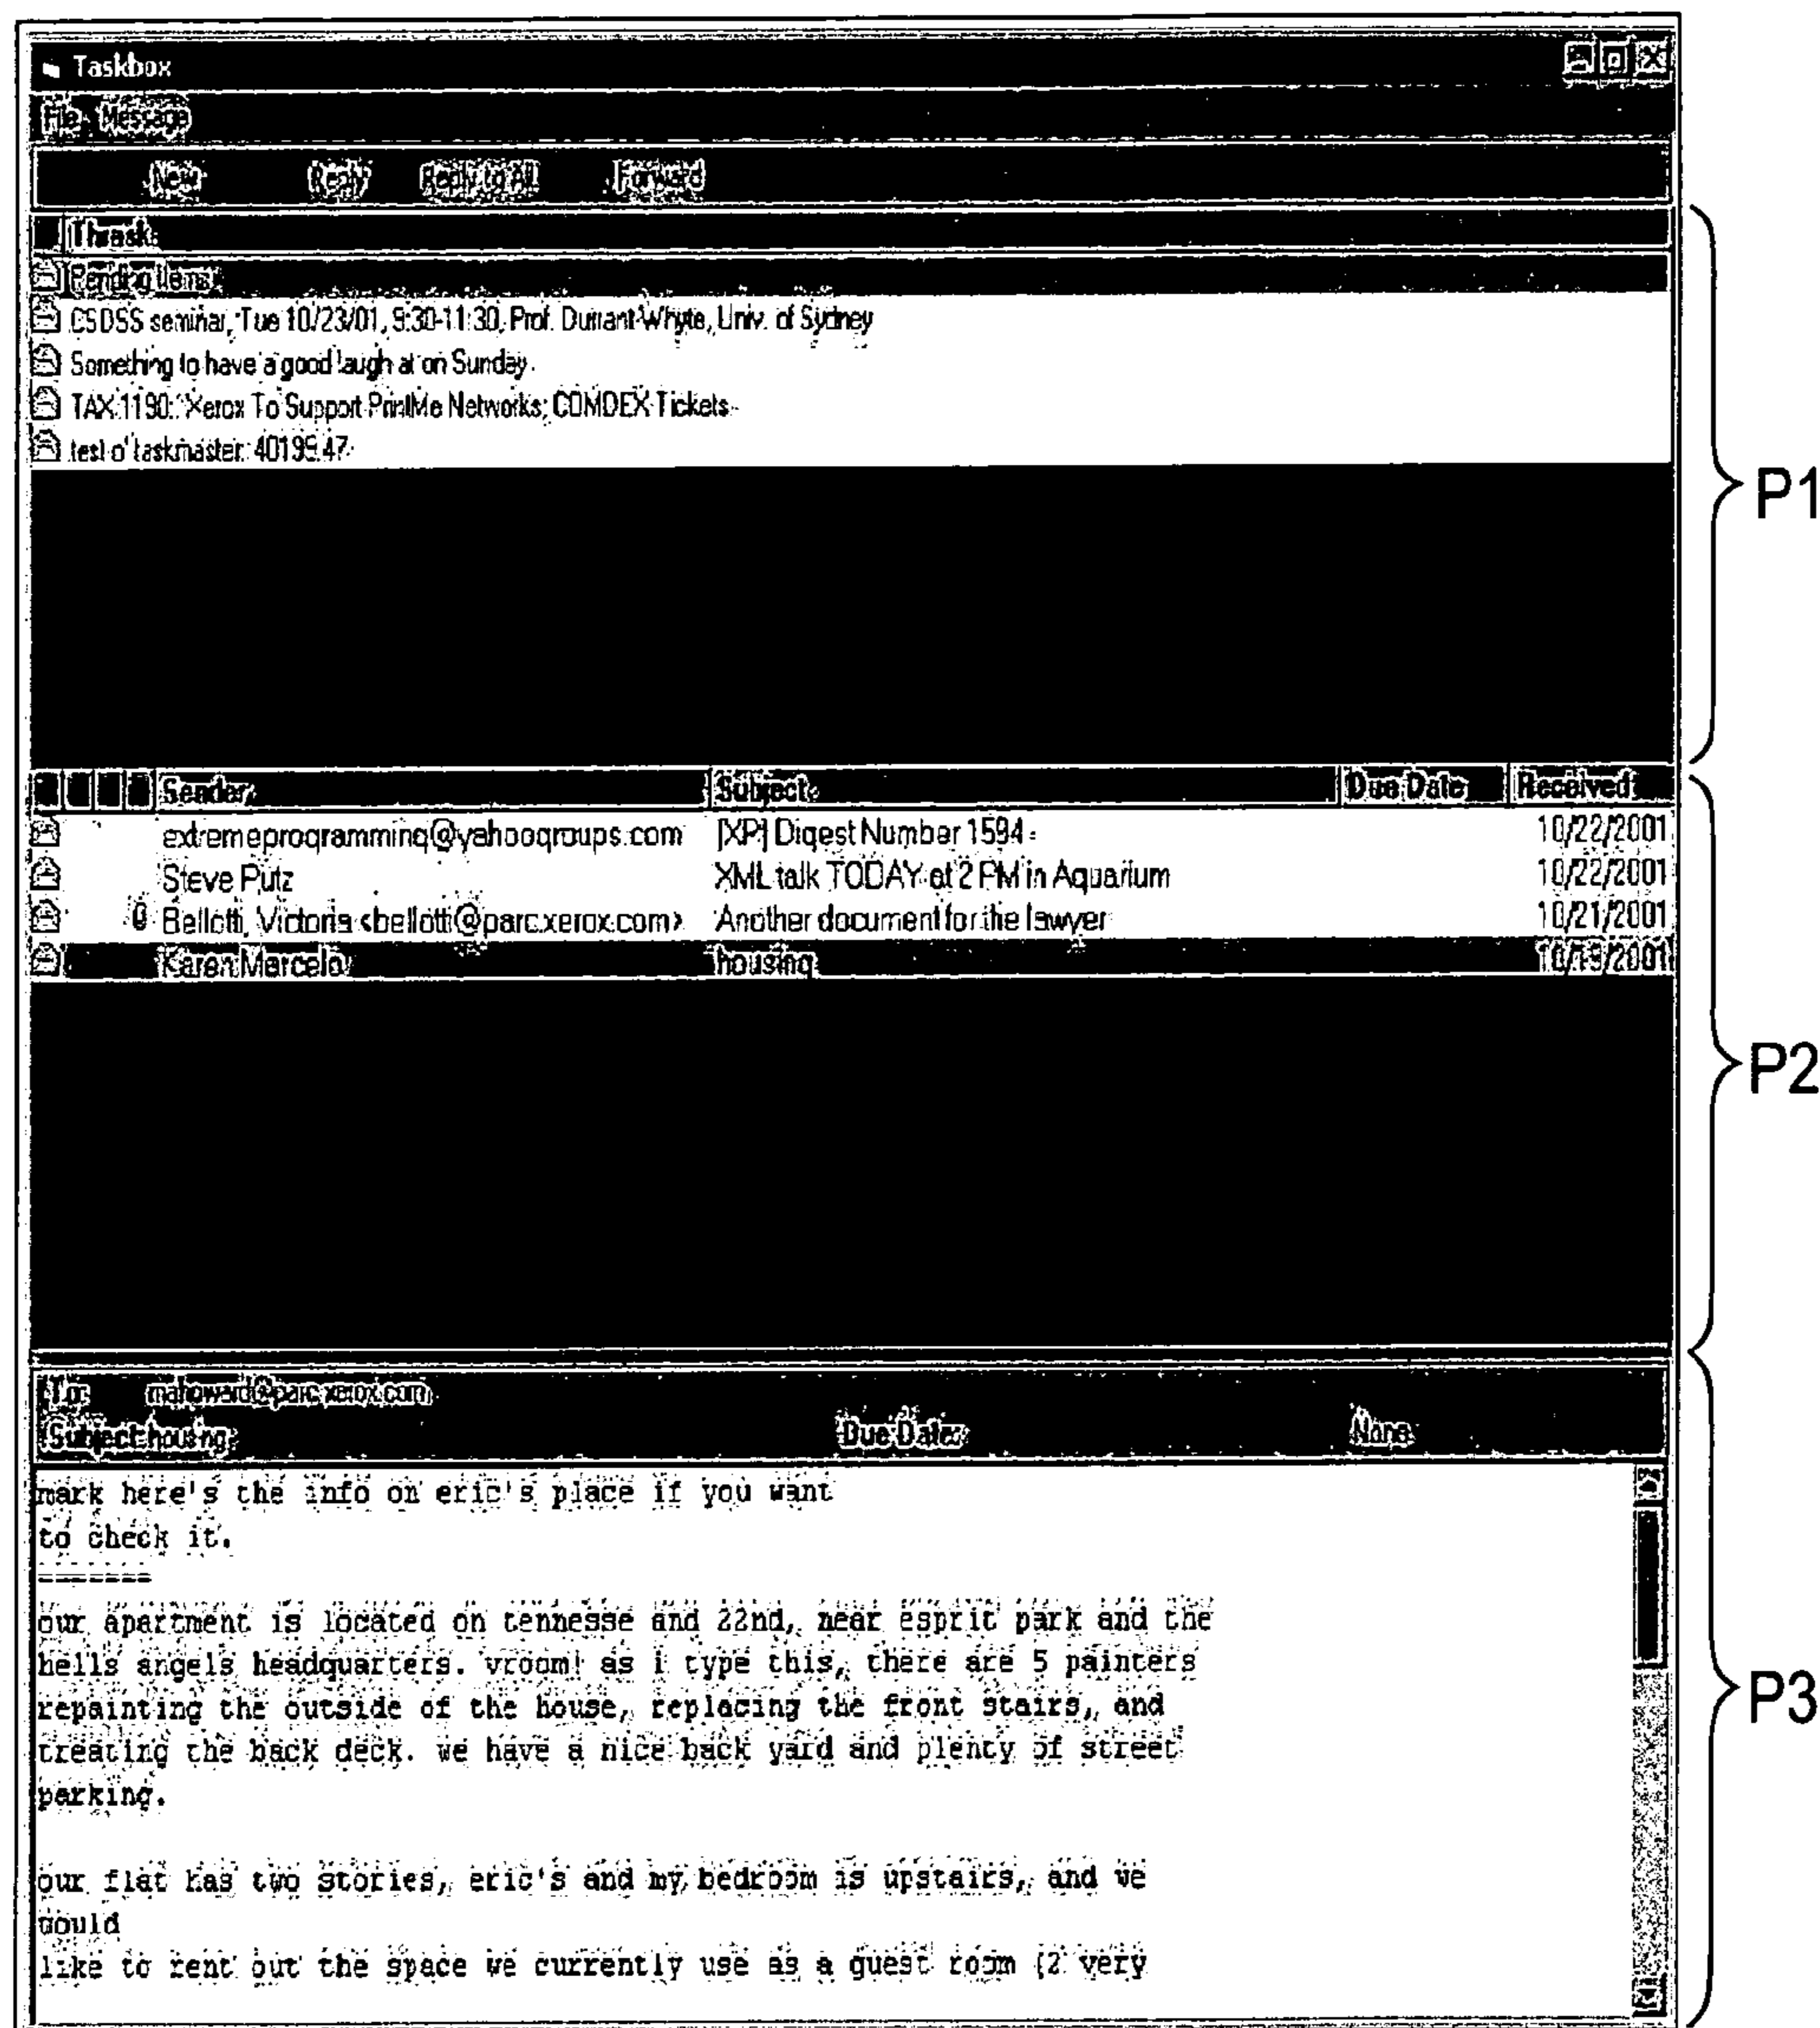 Taskbox
File Message
New Reply Reply to All Forward
Thrask
Pending Items
CSDSS seminar, Tue 10/23/01, 9:30-11:30, Prof. Durrant-Whyte, Univ. of Sydney
Something to have a good laugh at on Sunday
TAX 1190: Xerox To Support PrintMe Networks; COMDEX Tickets
test o' taskmaster: 40195.47
P1
Sender Subject Due Date Received
extremeprogramming@yahoogroups.com [XP] Digest Number 1594 10/22/2001
Steve Putz XML talk TODAY at 2 PM in Aquarium 10/22/2001
Bellotti, Victoria <bellotti@parc.xerox.com> Another document for the lawyer 10/21/2001
Karen Marcelo housing 10/19/2001
P2
To: mahoward@parc.xerox.com
Subject: housing Due Date: None
mark here's the info on eric's place if you want
to check it.
=======
our apartment is located on tennesse and 22nd, near esprit park and the
hells angels headquarters. vroom! as i type this, there are 5 painters
repainting the outside of the house, replacing the front stairs, and
treating the back deck. we have a nice back yard and plenty of street
parking.
P3
our flat has two stories, eric's and my bedroom is upstairs, and we
would
like to rent out the space we currently use as a guest room (2 very